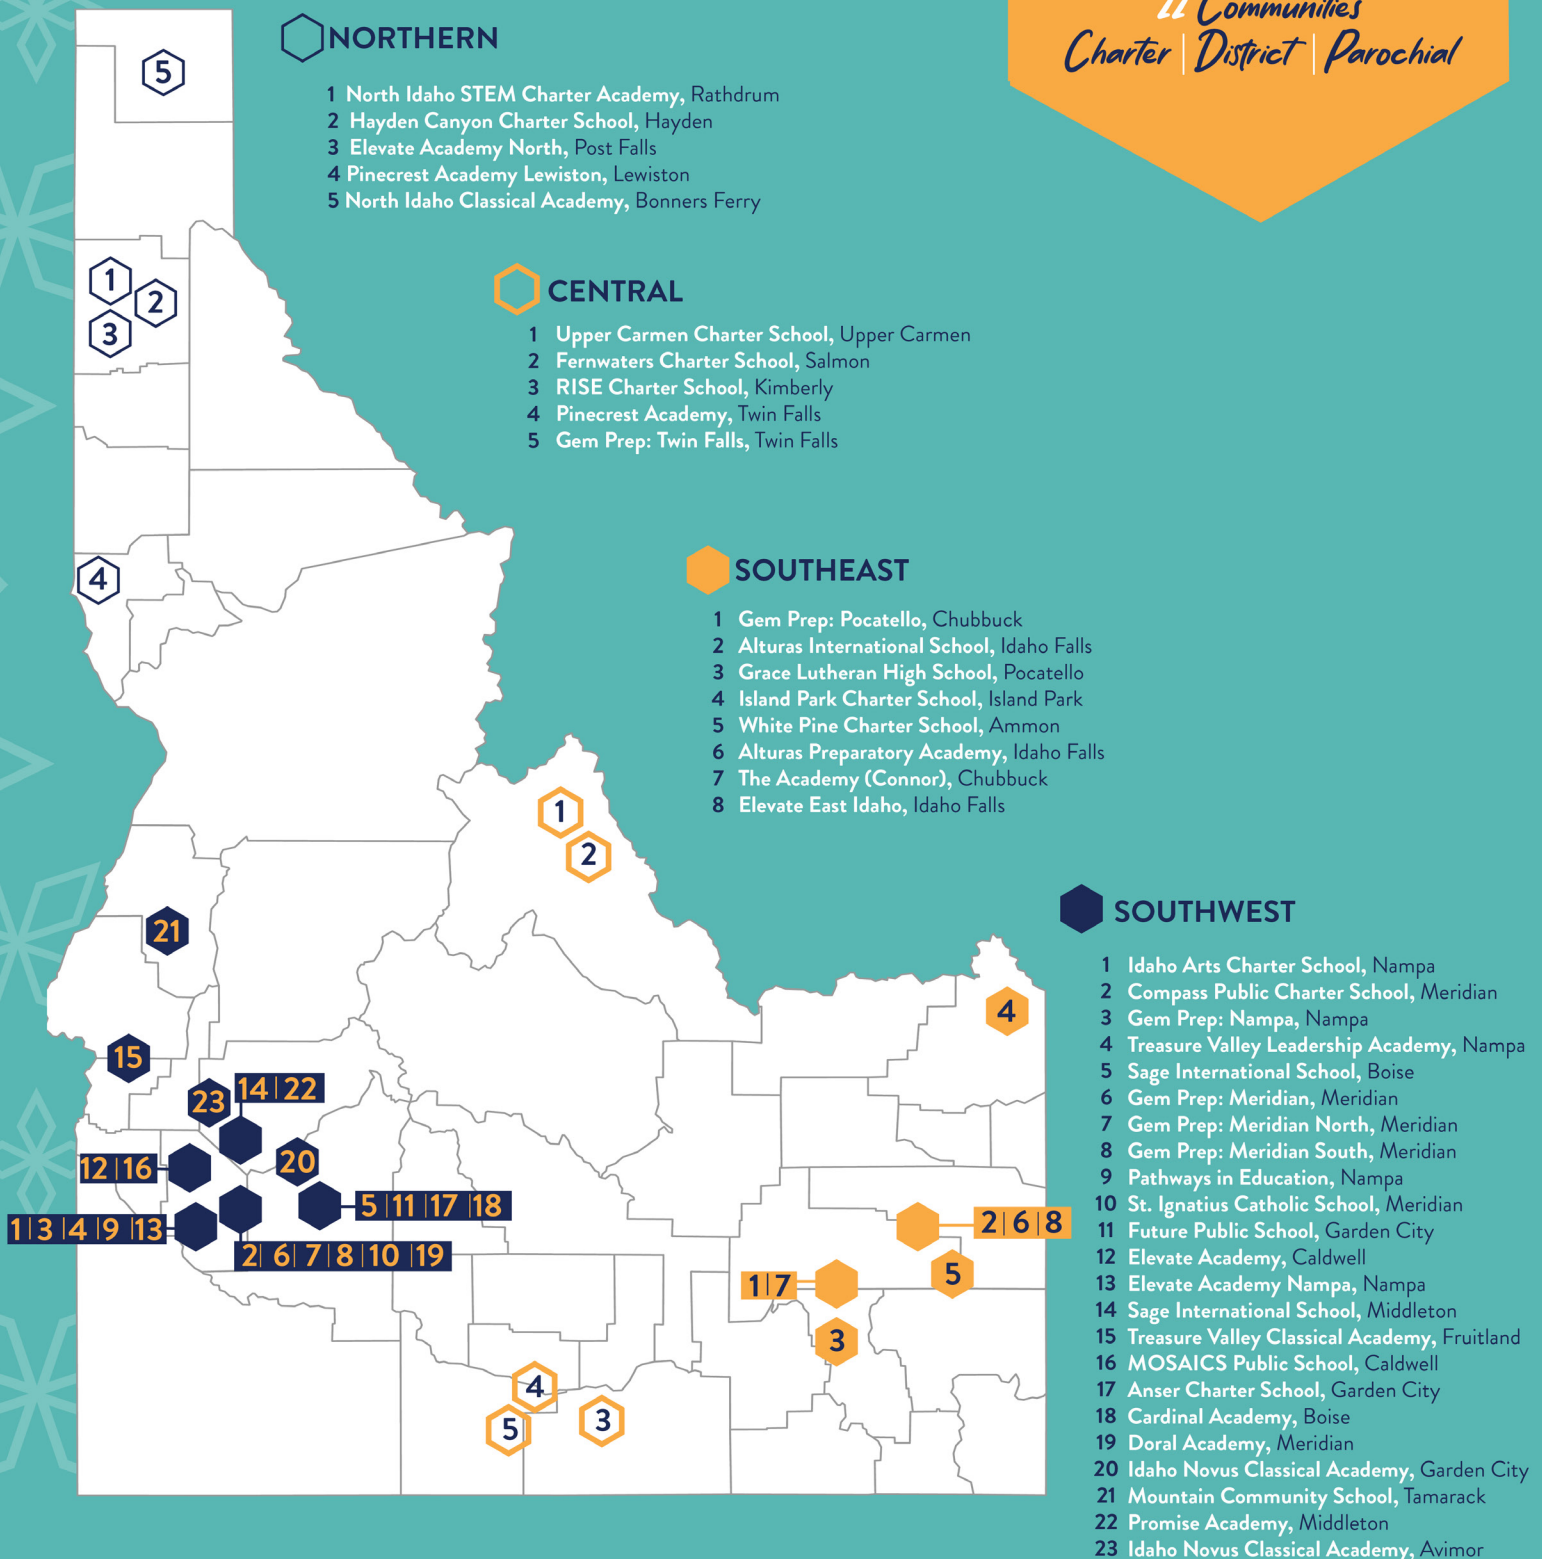 22 Communities
Charter | District | Parochial
NORTHERN
1 North Idaho STEM Charter Academy, Rathdrum
2 Hayden Canyon Charter School, Hayden
3 Elevate Academy North, Post Falls
4 Pinecrest Academy Lewiston, Lewiston
5 North Idaho Classical Academy, Bonners Ferry
CENTRAL
1 Upper Carmen Charter School, Upper Carmen
2 Fernwaters Charter School, Salmon
3 RISE Charter School, Kimberly
4 Pinecrest Academy, Twin Falls
5 Gem Prep: Twin Falls, Twin Falls
SOUTHEAST
1 Gem Prep: Pocatello, Chubbuck
2 Alturas International School, Idaho Falls
3 Grace Lutheran High School, Pocatello
4 Island Park Charter School, Island Park
5 White Pine Charter School, Ammon
6 Alturas Preparatory Academy, Idaho Falls
7 The Academy (Connor), Chubbuck
8 Elevate East Idaho, Idaho Falls
SOUTHWEST
1 Idaho Arts Charter School, Nampa
2 Compass Public Charter School, Meridian
3 Gem Prep: Nampa, Nampa
4 Treasure Valley Leadership Academy, Nampa
5 Sage International School, Boise
6 Gem Prep: Meridian, Meridian
7 Gem Prep: Meridian North, Meridian
8 Gem Prep: Meridian South, Meridian
9 Pathways in Education, Nampa
10 St. Ignatius Catholic School, Meridian
11 Future Public School, Garden City
12 Elevate Academy, Caldwell
13 Elevate Academy Nampa, Nampa
14 Sage International School, Middleton
15 Treasure Valley Classical Academy, Fruitland
16 MOSAICS Public School, Caldwell
17 Anser Charter School, Garden City
18 Cardinal Academy, Boise
19 Doral Academy, Meridian
20 Idaho Novus Classical Academy, Garden City
21 Mountain Community School, Tamarack
22 Promise Academy, Middleton
23 Idaho Novus Classical Academy, Avimor
5
1
2
3
4
1
2
21
4
15
23
14|22
12|16
20
5|11|17|18
1|3|4|9|13
2|6|7|8|10|19
2|6|8
5
1|7
3
4
5
3